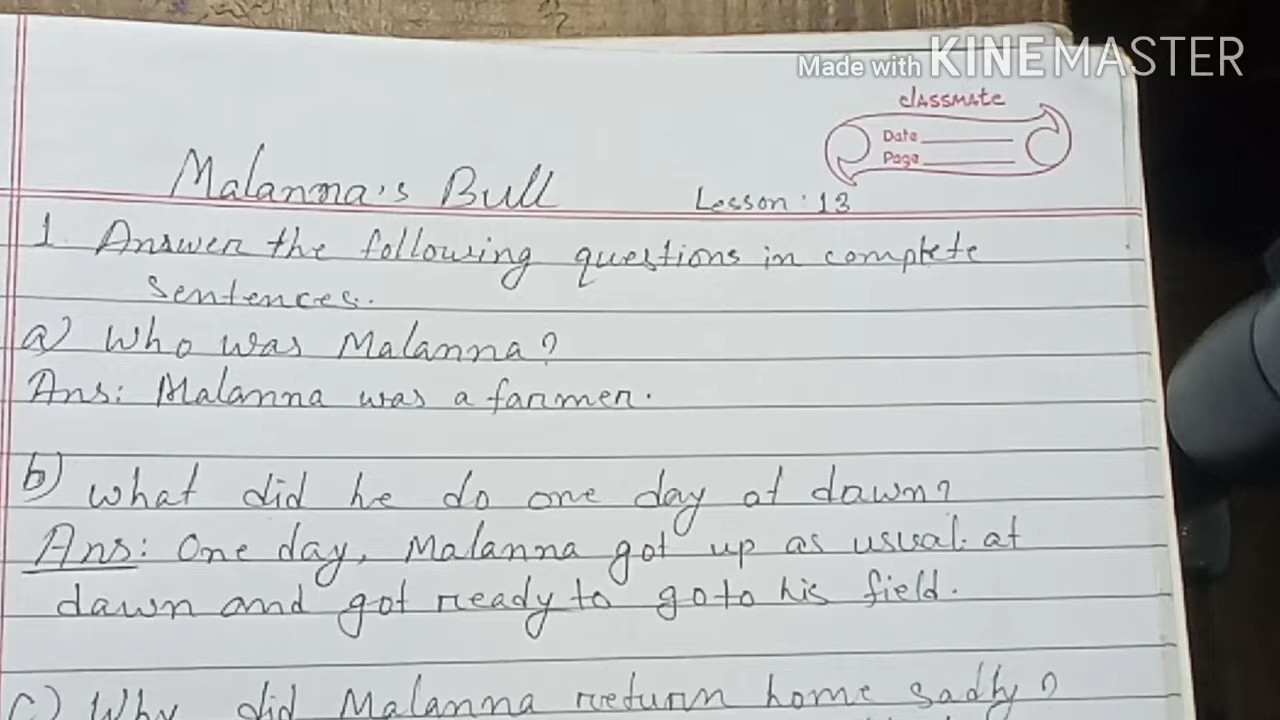 Made with KINEMASTER
classmate
Date
Page
Malanna's Bull Lesson : 13
1. Answer the following questions in complete
sentences.
a) Who was Malanna?
Ans: Malanna was a farmer.
b) What did he do one day at dawn?
Ans: One day, Malanna got up as usual at
dawn and got ready to go to his field.
c) Why did Malanna return home sadly?